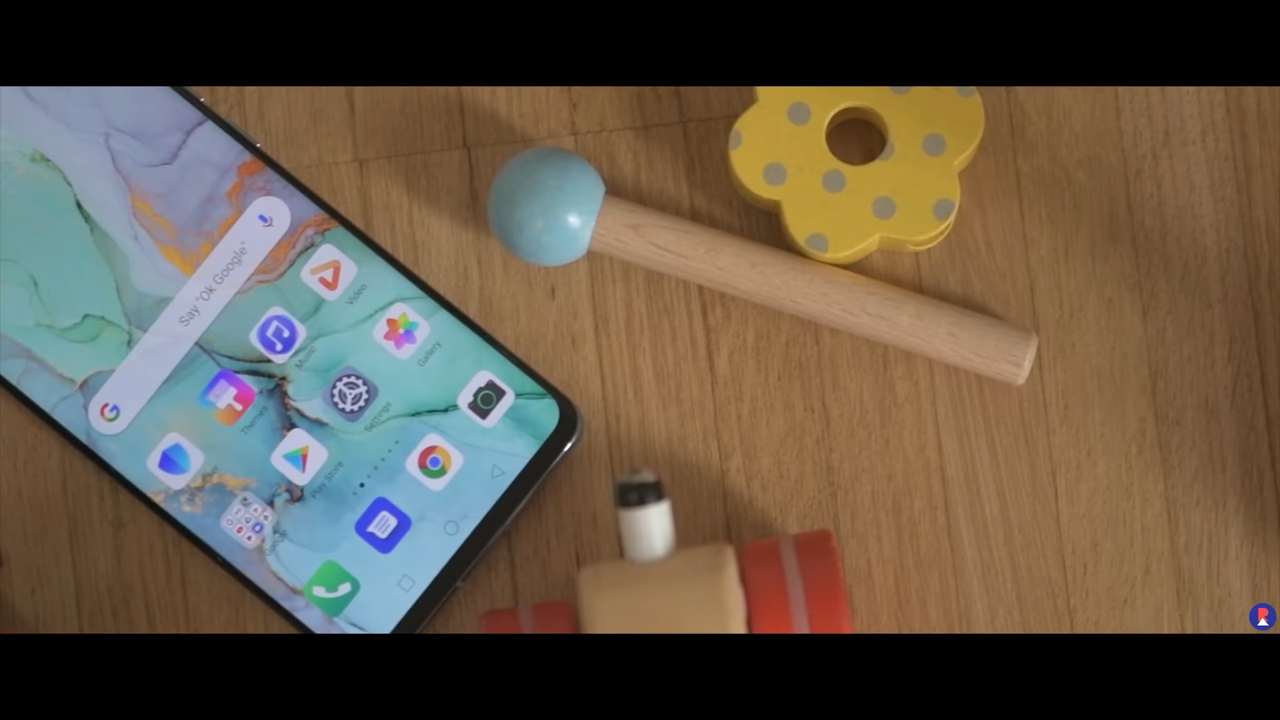 Say "Ok Google"
Video
Music
Gallery
Themes
Settings
Play Store